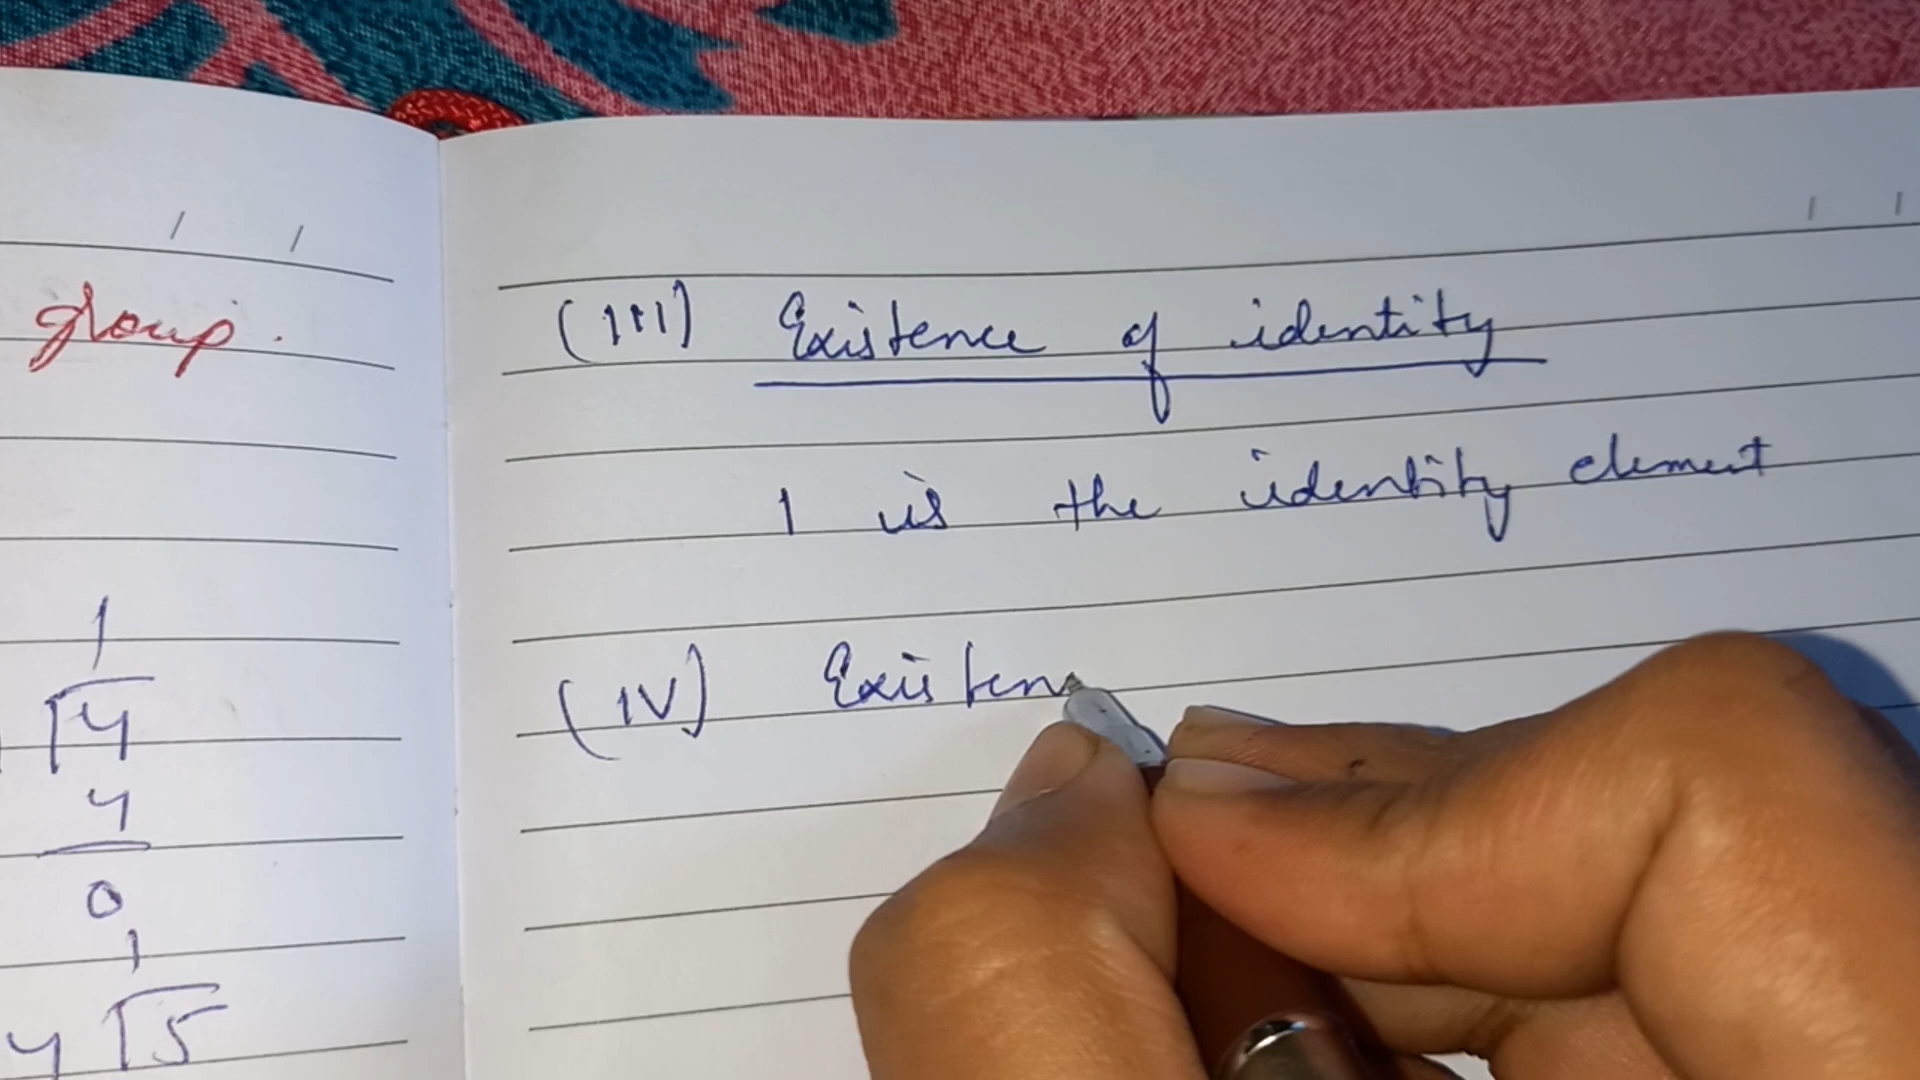 group.
1
√4
4
0
1
4 √5
(III) Existence of identity
1 is the identity element
(IV) Existen